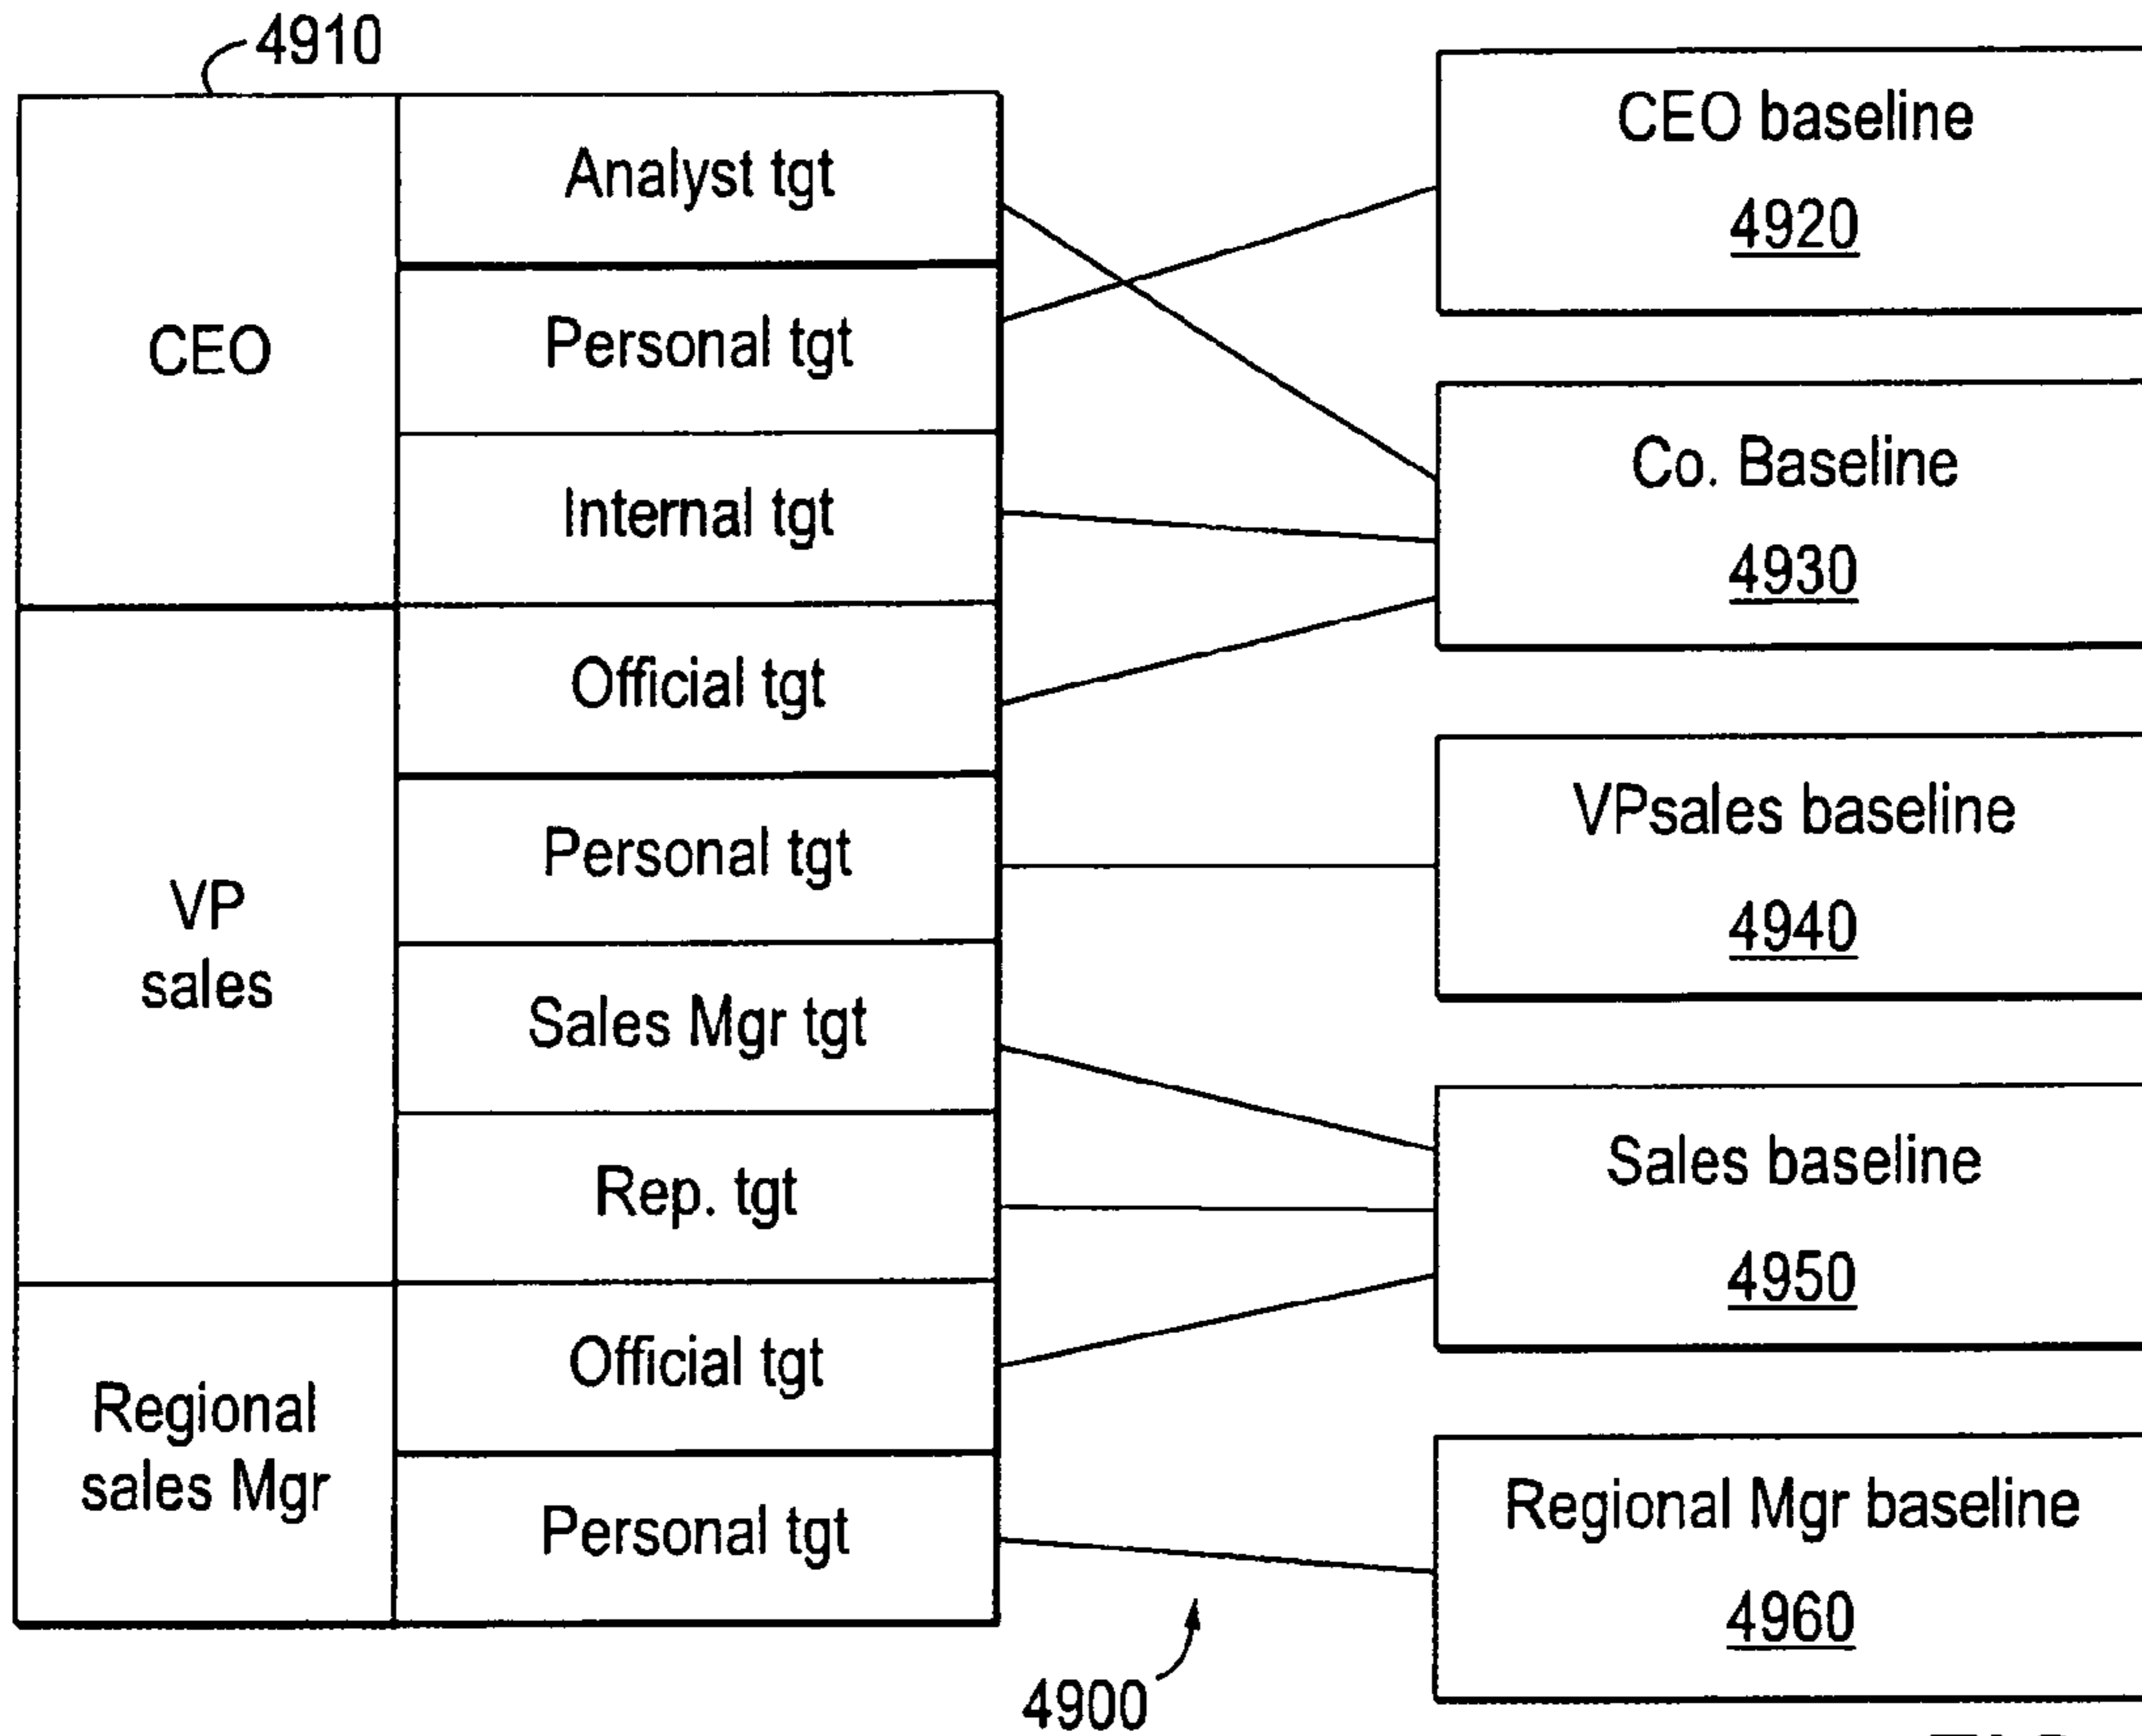 4910
CEO
Analyst tgt
Personal tgt
Internal tgt
VP
sales
Official tgt
Personal tgt
Sales Mgr tgt
Rep. tgt
Regional
sales Mgr
Official tgt
Personal tgt
CEO baseline
4920
Co. Baseline
4930
VPsales baseline
4940
Sales baseline
4950
Regional Mgr baseline
4960
4900